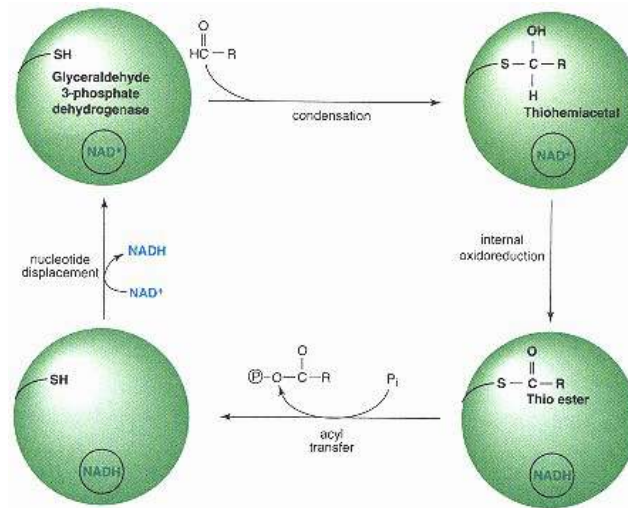 SH
Glyceraldehyde
3-phosphate
dehydrogenase
NAD+
O
HC-R
condensation
OH
S-C-R
H
Thiohemiacetal
NAD+
internal
oxidoreduction
O
S-C-R
Thio ester
NADH
Pi
O
P-O-C-R
acyl
transfer
SH
NADH
nucleotide
displacement
NADH
NAD+